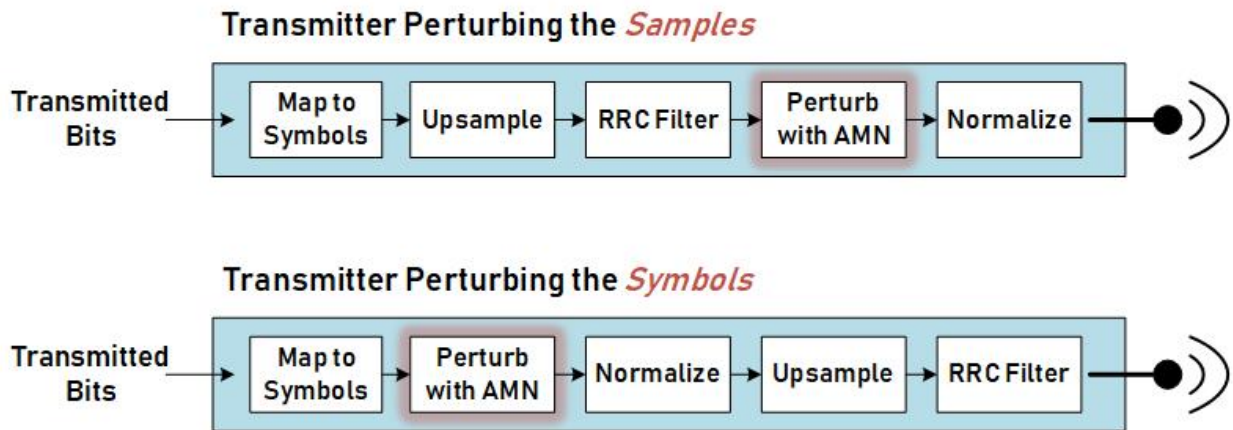 Transmitter Perturbing the Samples
Transmitted
Bits
Map to
Symbols
Upsample
RRC Filter
Perturb
with AMN
Normalize
Transmitter Perturbing the Symbols
Transmitted
Bits
Map to
Symbols
Perturb
with AMN
Normalize
Upsample
RRC Filter